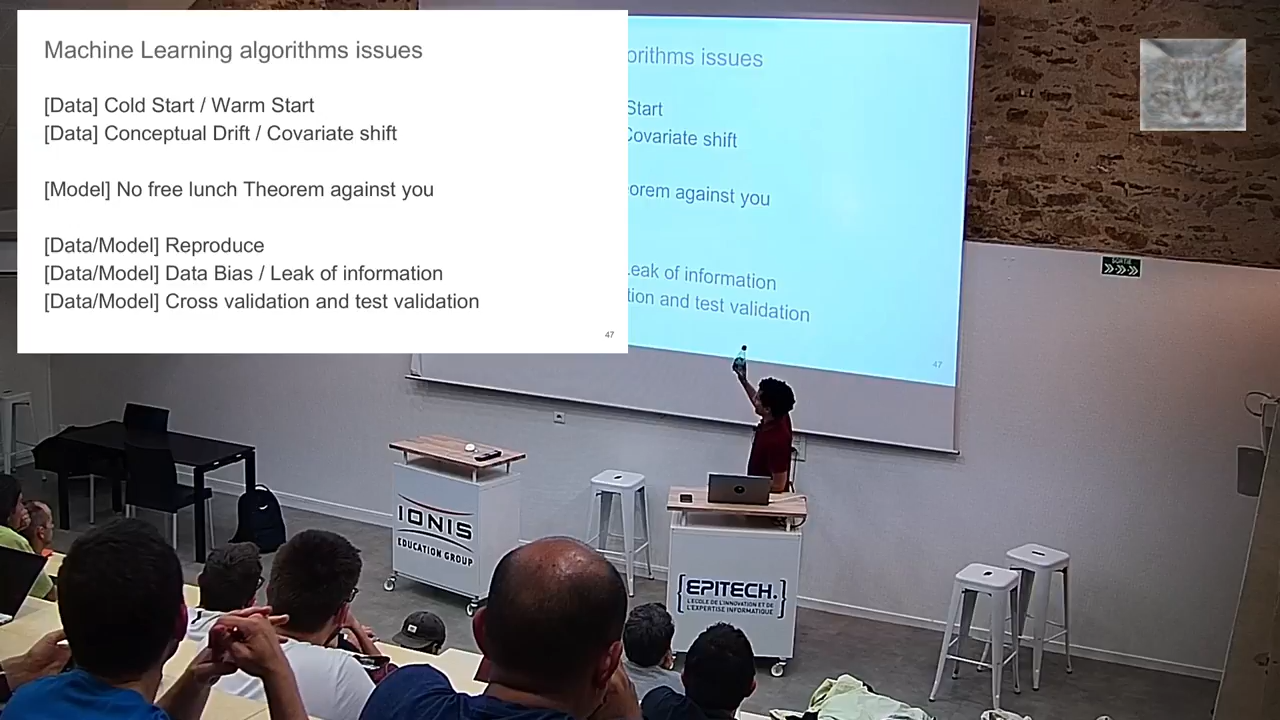 Machine Learning algorithms issues
[Data] Cold Start / Warm Start
[Data] Conceptual Drift / Covariate shift
[Model] No free lunch Theorem against you
[Data/Model] Reproduce
[Data/Model] Data Bias / Leak of information
[Data/Model] Cross validation and test validation
47
orithms issues
Start
Covariate shift
orem against you
Leak of information
tion and test validation
47
SORTIE
IONIS
EDUCATION GROUP
{EPITECH.}
L'ECOLE DE L'INNOVATION ET DE
L'EXPERTISE INFORMATIQUE